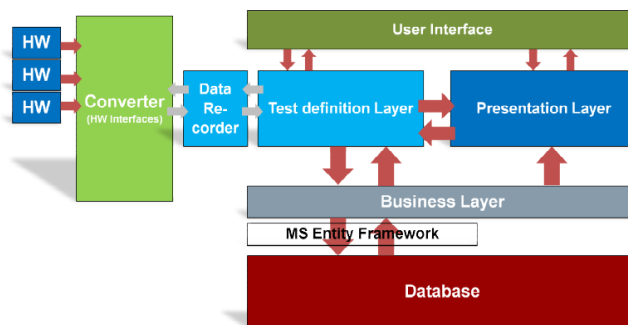 User Interface
HW
HW
HW
Converter
(HW Interfaces)
Data
Re-
corder
Test definition Layer
Presentation Layer
Business Layer
MS Entity Framework
Database